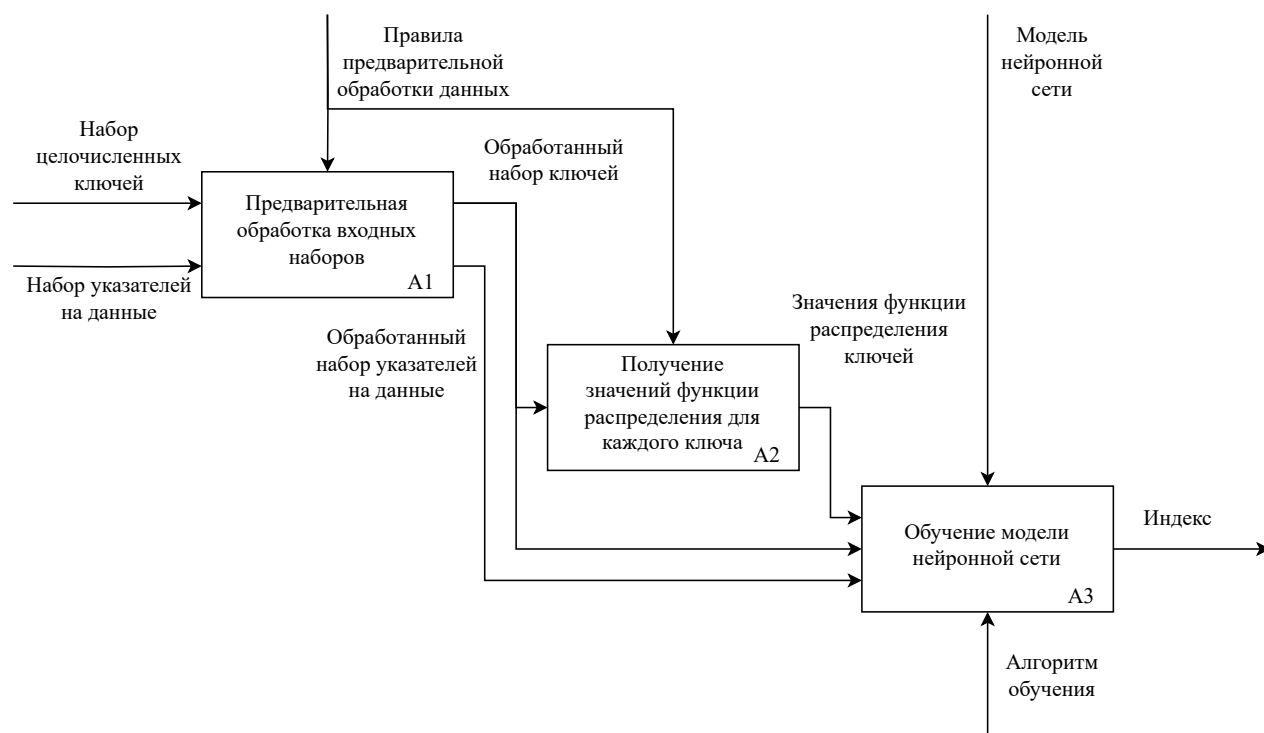 Правила
предварительной
обработки данных
Модель
нейронной
сети
Набор
целочисленных
ключей
Обработанный
набор ключей
Предварительная
обработка входных
наборов
A1
Набор указателей
на данные
Значения функции
распределения
ключей
Обработанный
набор указателей
на данные
Получение
значений функции
распределения для
каждого ключа
A2
Обучение модели
нейронной сети
A3
Индекс
Алгоритм
обучения